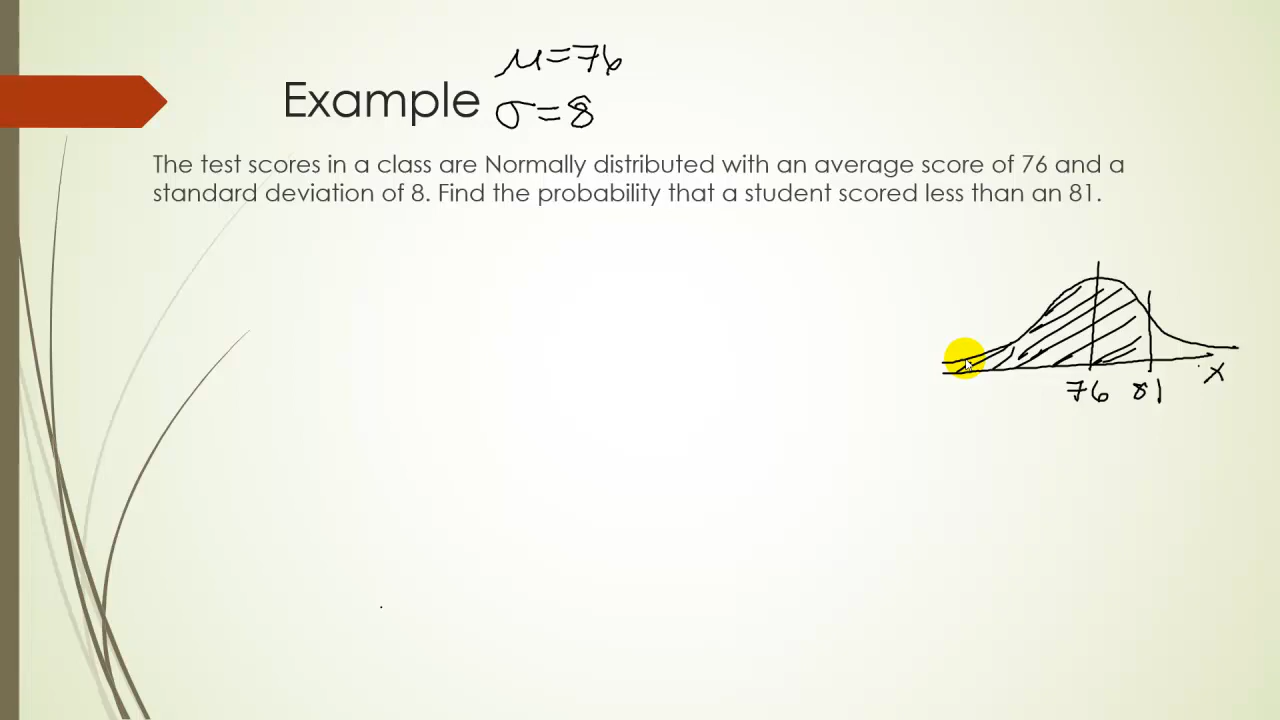 μ=76
Example
σ=8
The test scores in a class are Normally distributed with an average score of 76 and a
standard deviation of 8. Find the probability that a student scored less than an 81.
76 81 x